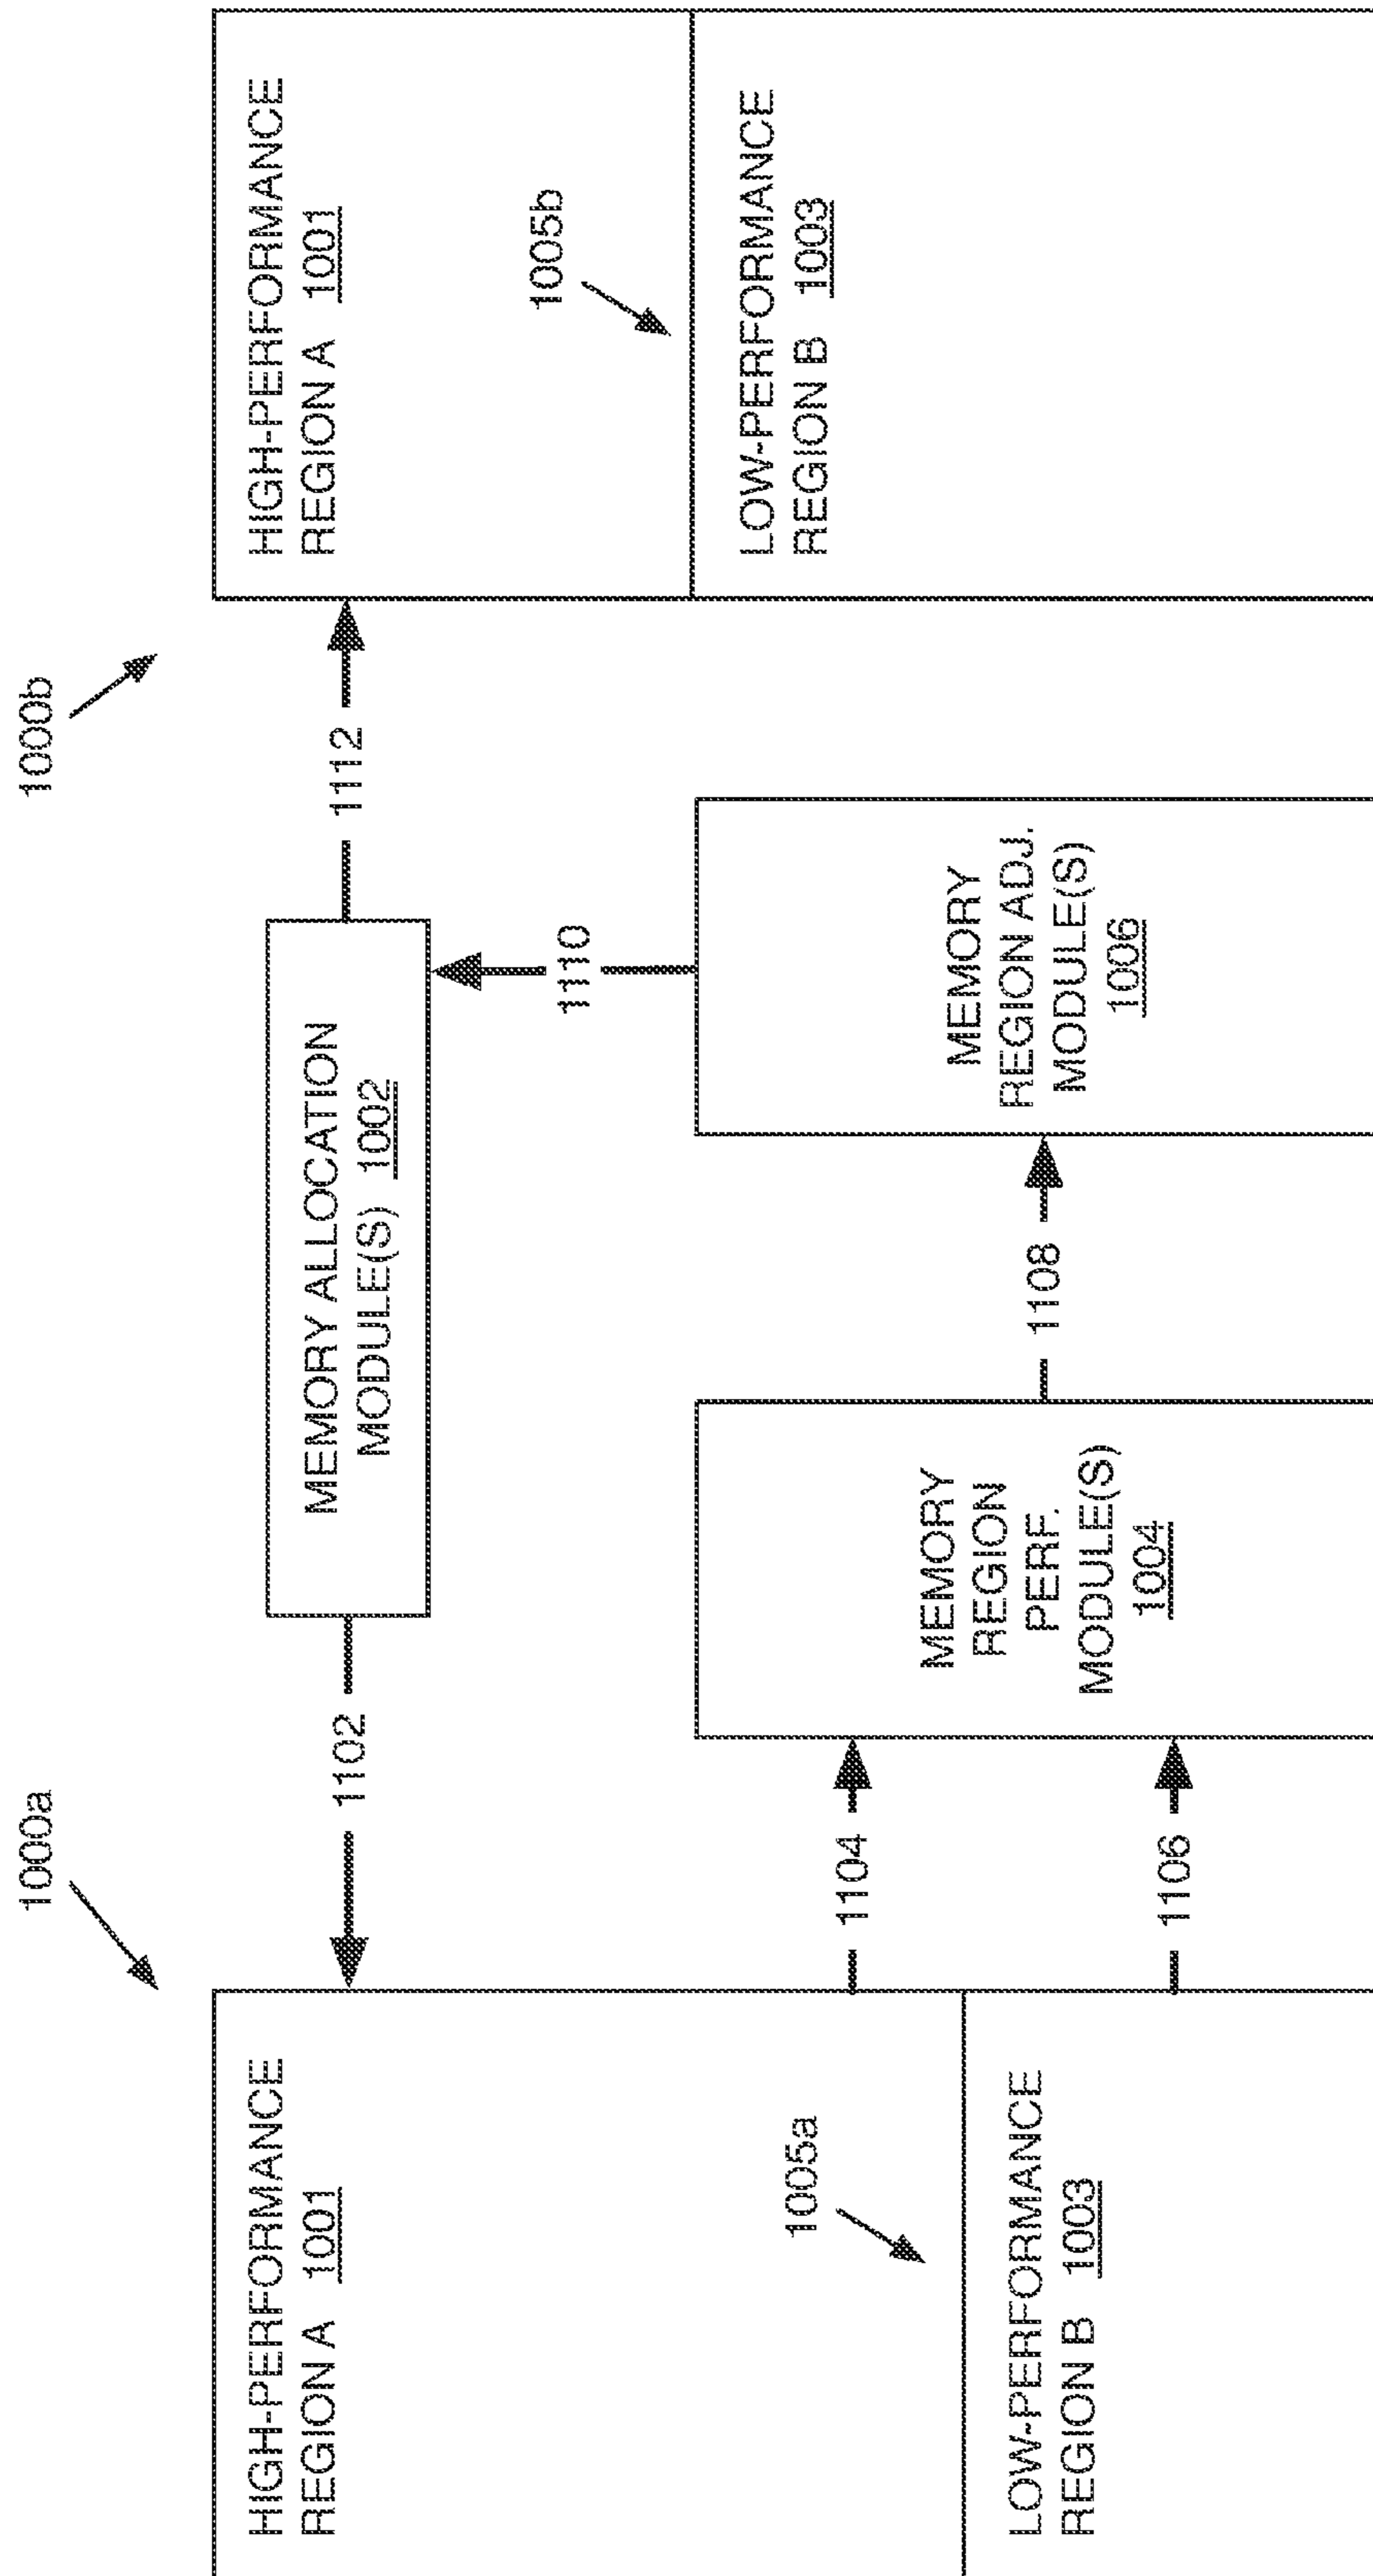 1000a
1000b
HIGH-PERFORMANCE
REGION A 1001
1005a
LOW-PERFORMANCE
REGION B 1003
1102
MEMORY ALLOCATION
MODULE(S) 1002
1112
1104
1106
MEMORY
REGION
PERF.
MODULE(S)
1004
1108
MEMORY
REGION ADJ.
MODULE(S)
1006
1110
HIGH-PERFORMANCE
REGION A 1001
1005b
LOW-PERFORMANCE
REGION B 1003